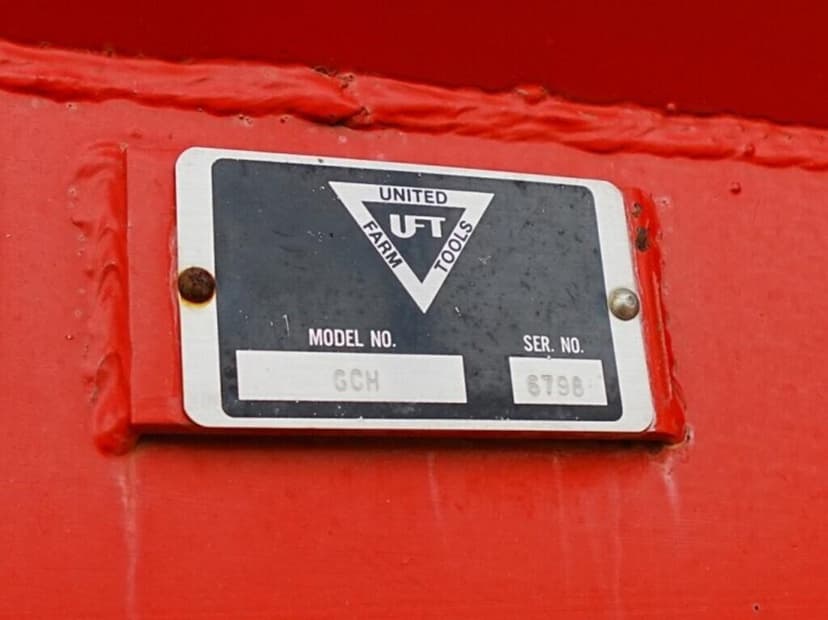 UNITED
UFT
FARM
TOOLS
MODEL NO.
SER. NO.
GCH
6798